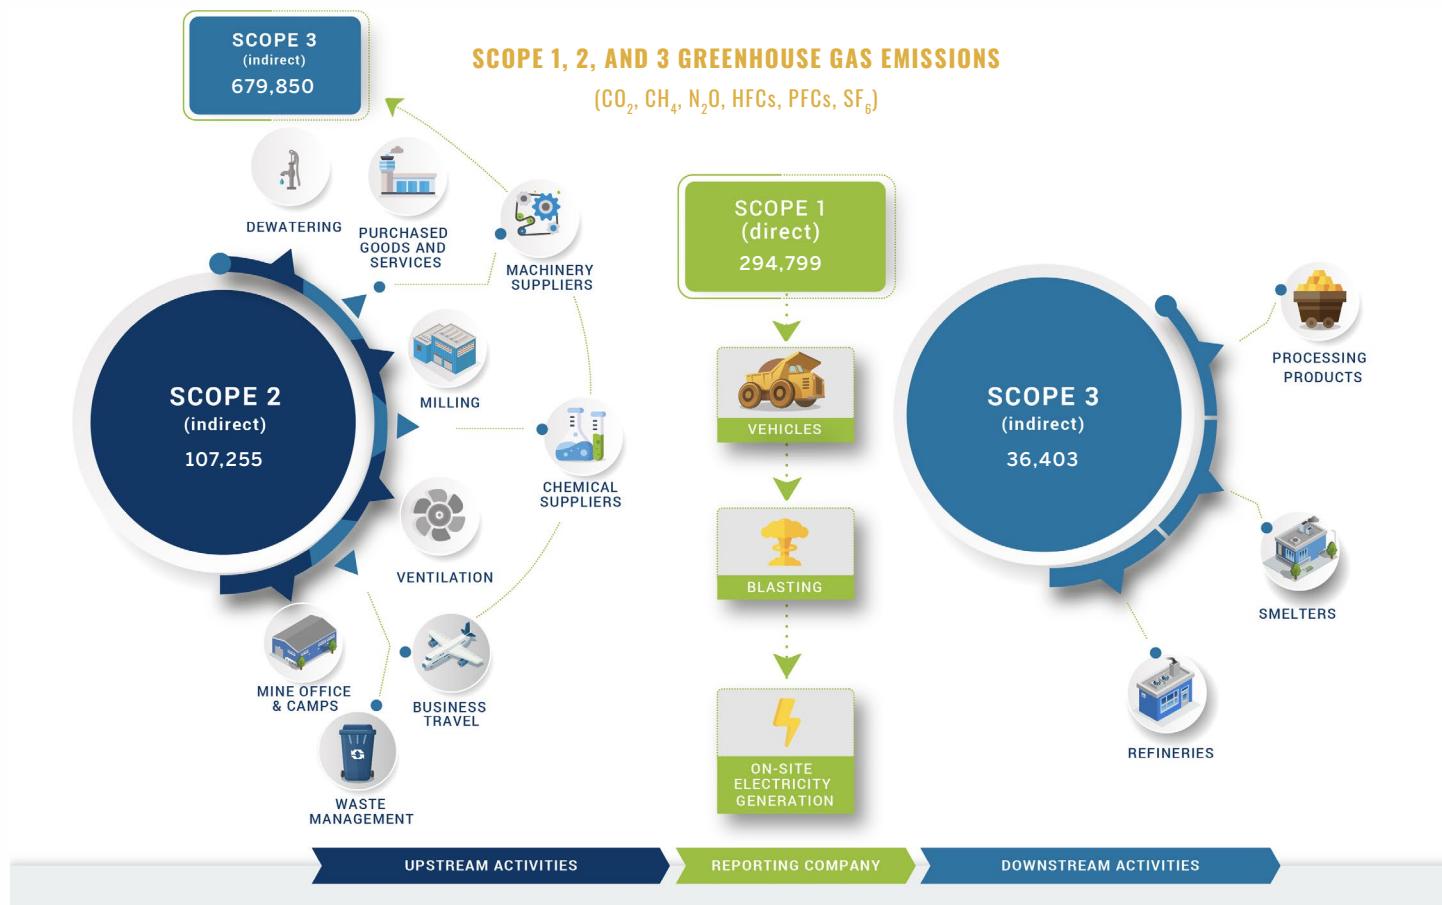 SCOPE 1, 2, AND 3 GREENHOUSE GAS EMISSIONS
(CO₂, CH₄, N₂O, HFCs, PFCs, SF₆)
SCOPE 3
(indirect)
679,850
DEWATERING
PURCHASED
GOODS AND
SERVICES
MACHINERY
SUPPLIERS
SCOPE 2
(indirect)
107,255
MILLING
CHEMICAL
SUPPLIERS
VENTILATION
MINE OFFICE
& CAMPS
BUSINESS
TRAVEL
WASTE
MANAGEMENT
SCOPE 1
(direct)
294,799
VEHICLES
BLASTING
ON-SITE
ELECTRICITY
GENERATION
SCOPE 3
(indirect)
36,403
PROCESSING
PRODUCTS
SMELTERS
REFINERIES
UPSTREAM ACTIVITIES
REPORTING COMPANY
DOWNSTREAM ACTIVITIES